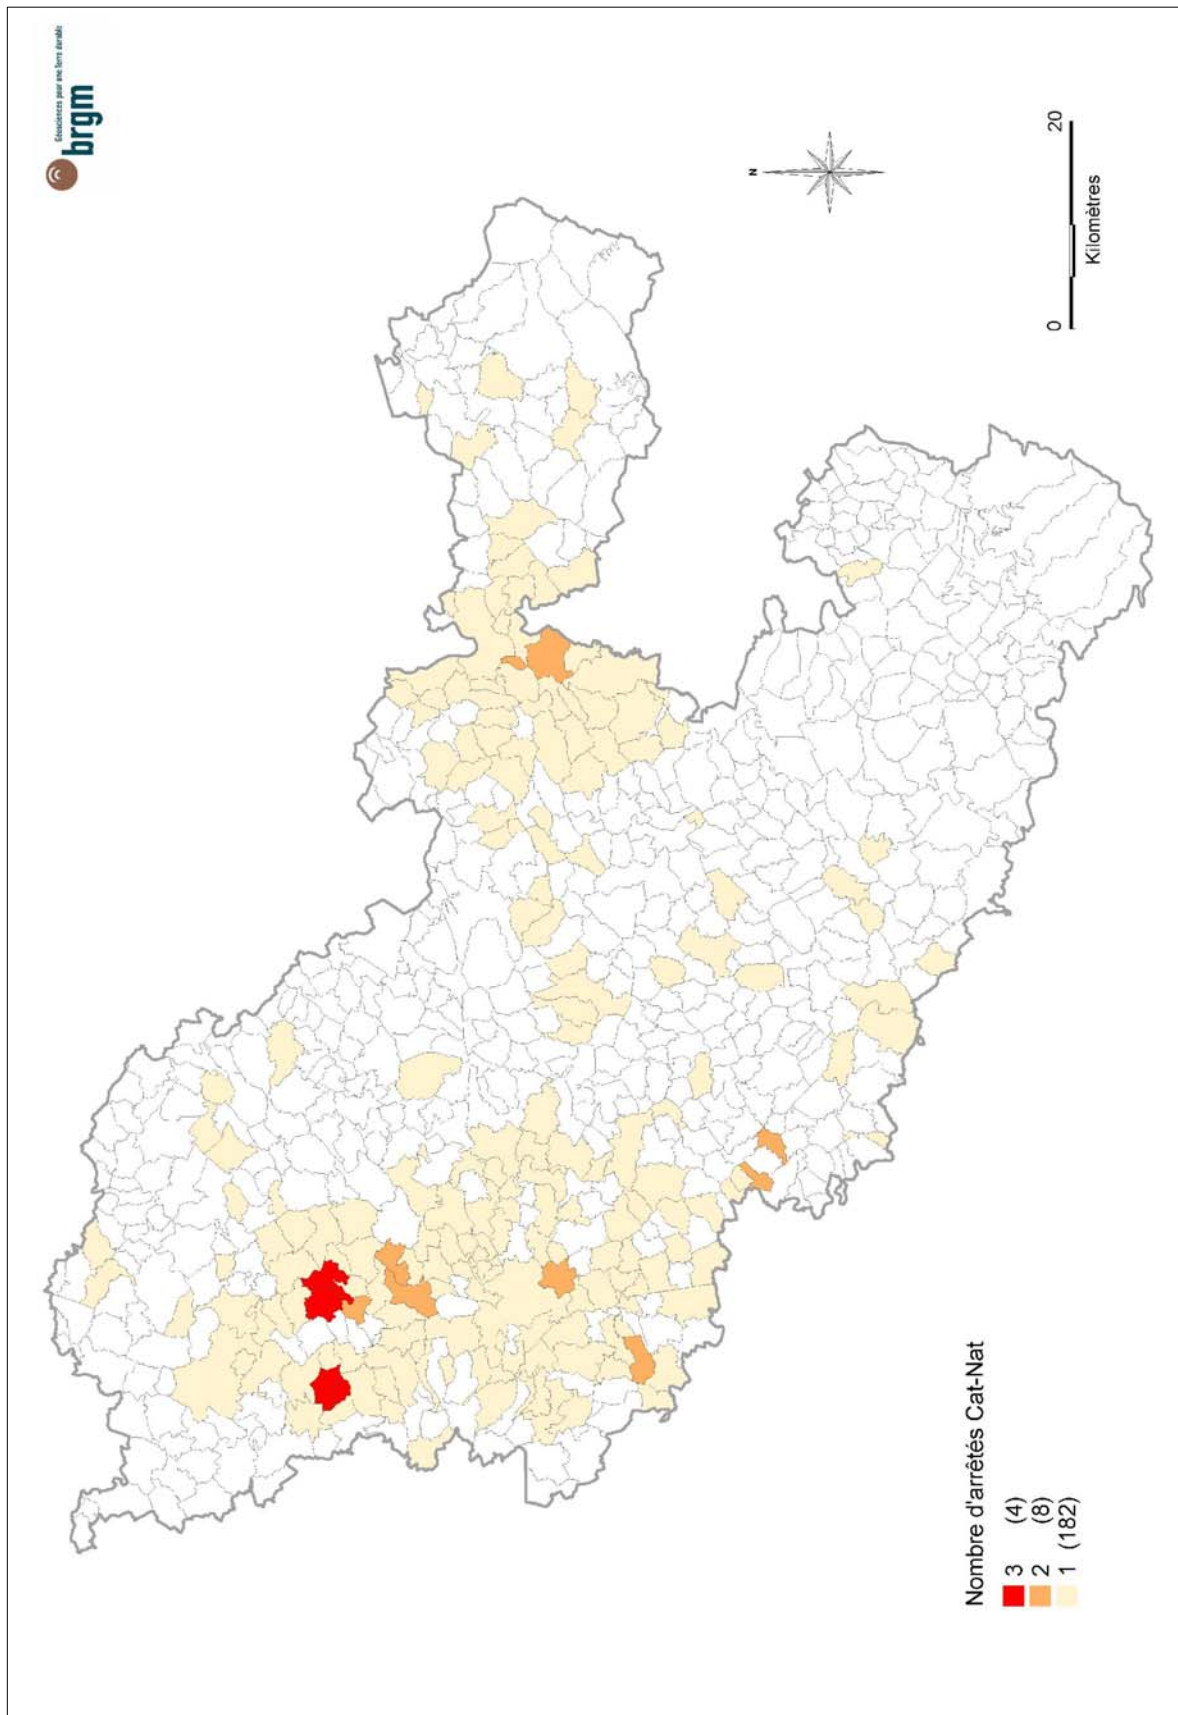 Géosciences pour une Terre durable
brgm
N
0
20
Kilomètres
Nombre d'arrêtés Cat-Nat
3 (4)
2 (8)
1 (182)